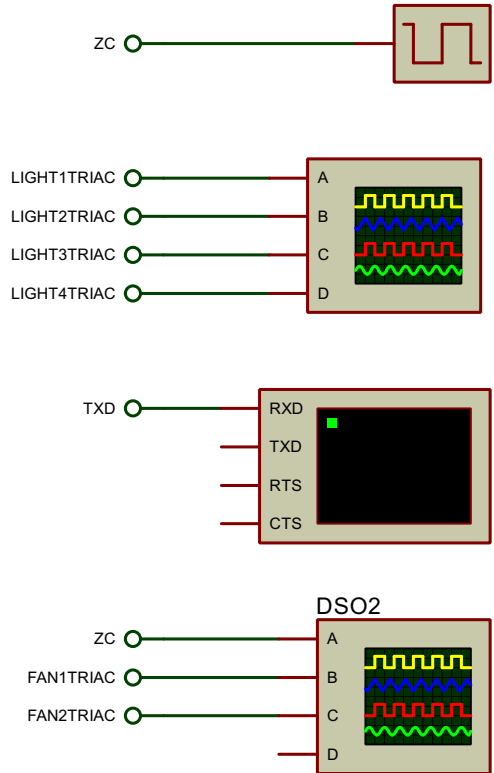 ZC
LIGHT1TRIAC A
LIGHT2TRIAC B
LIGHT3TRIAC C
LIGHT4TRIAC D
TXD RXD
TXD
RTS
CTS
DSO2
ZC A
FAN1TRIAC B
FAN2TRIAC C
D